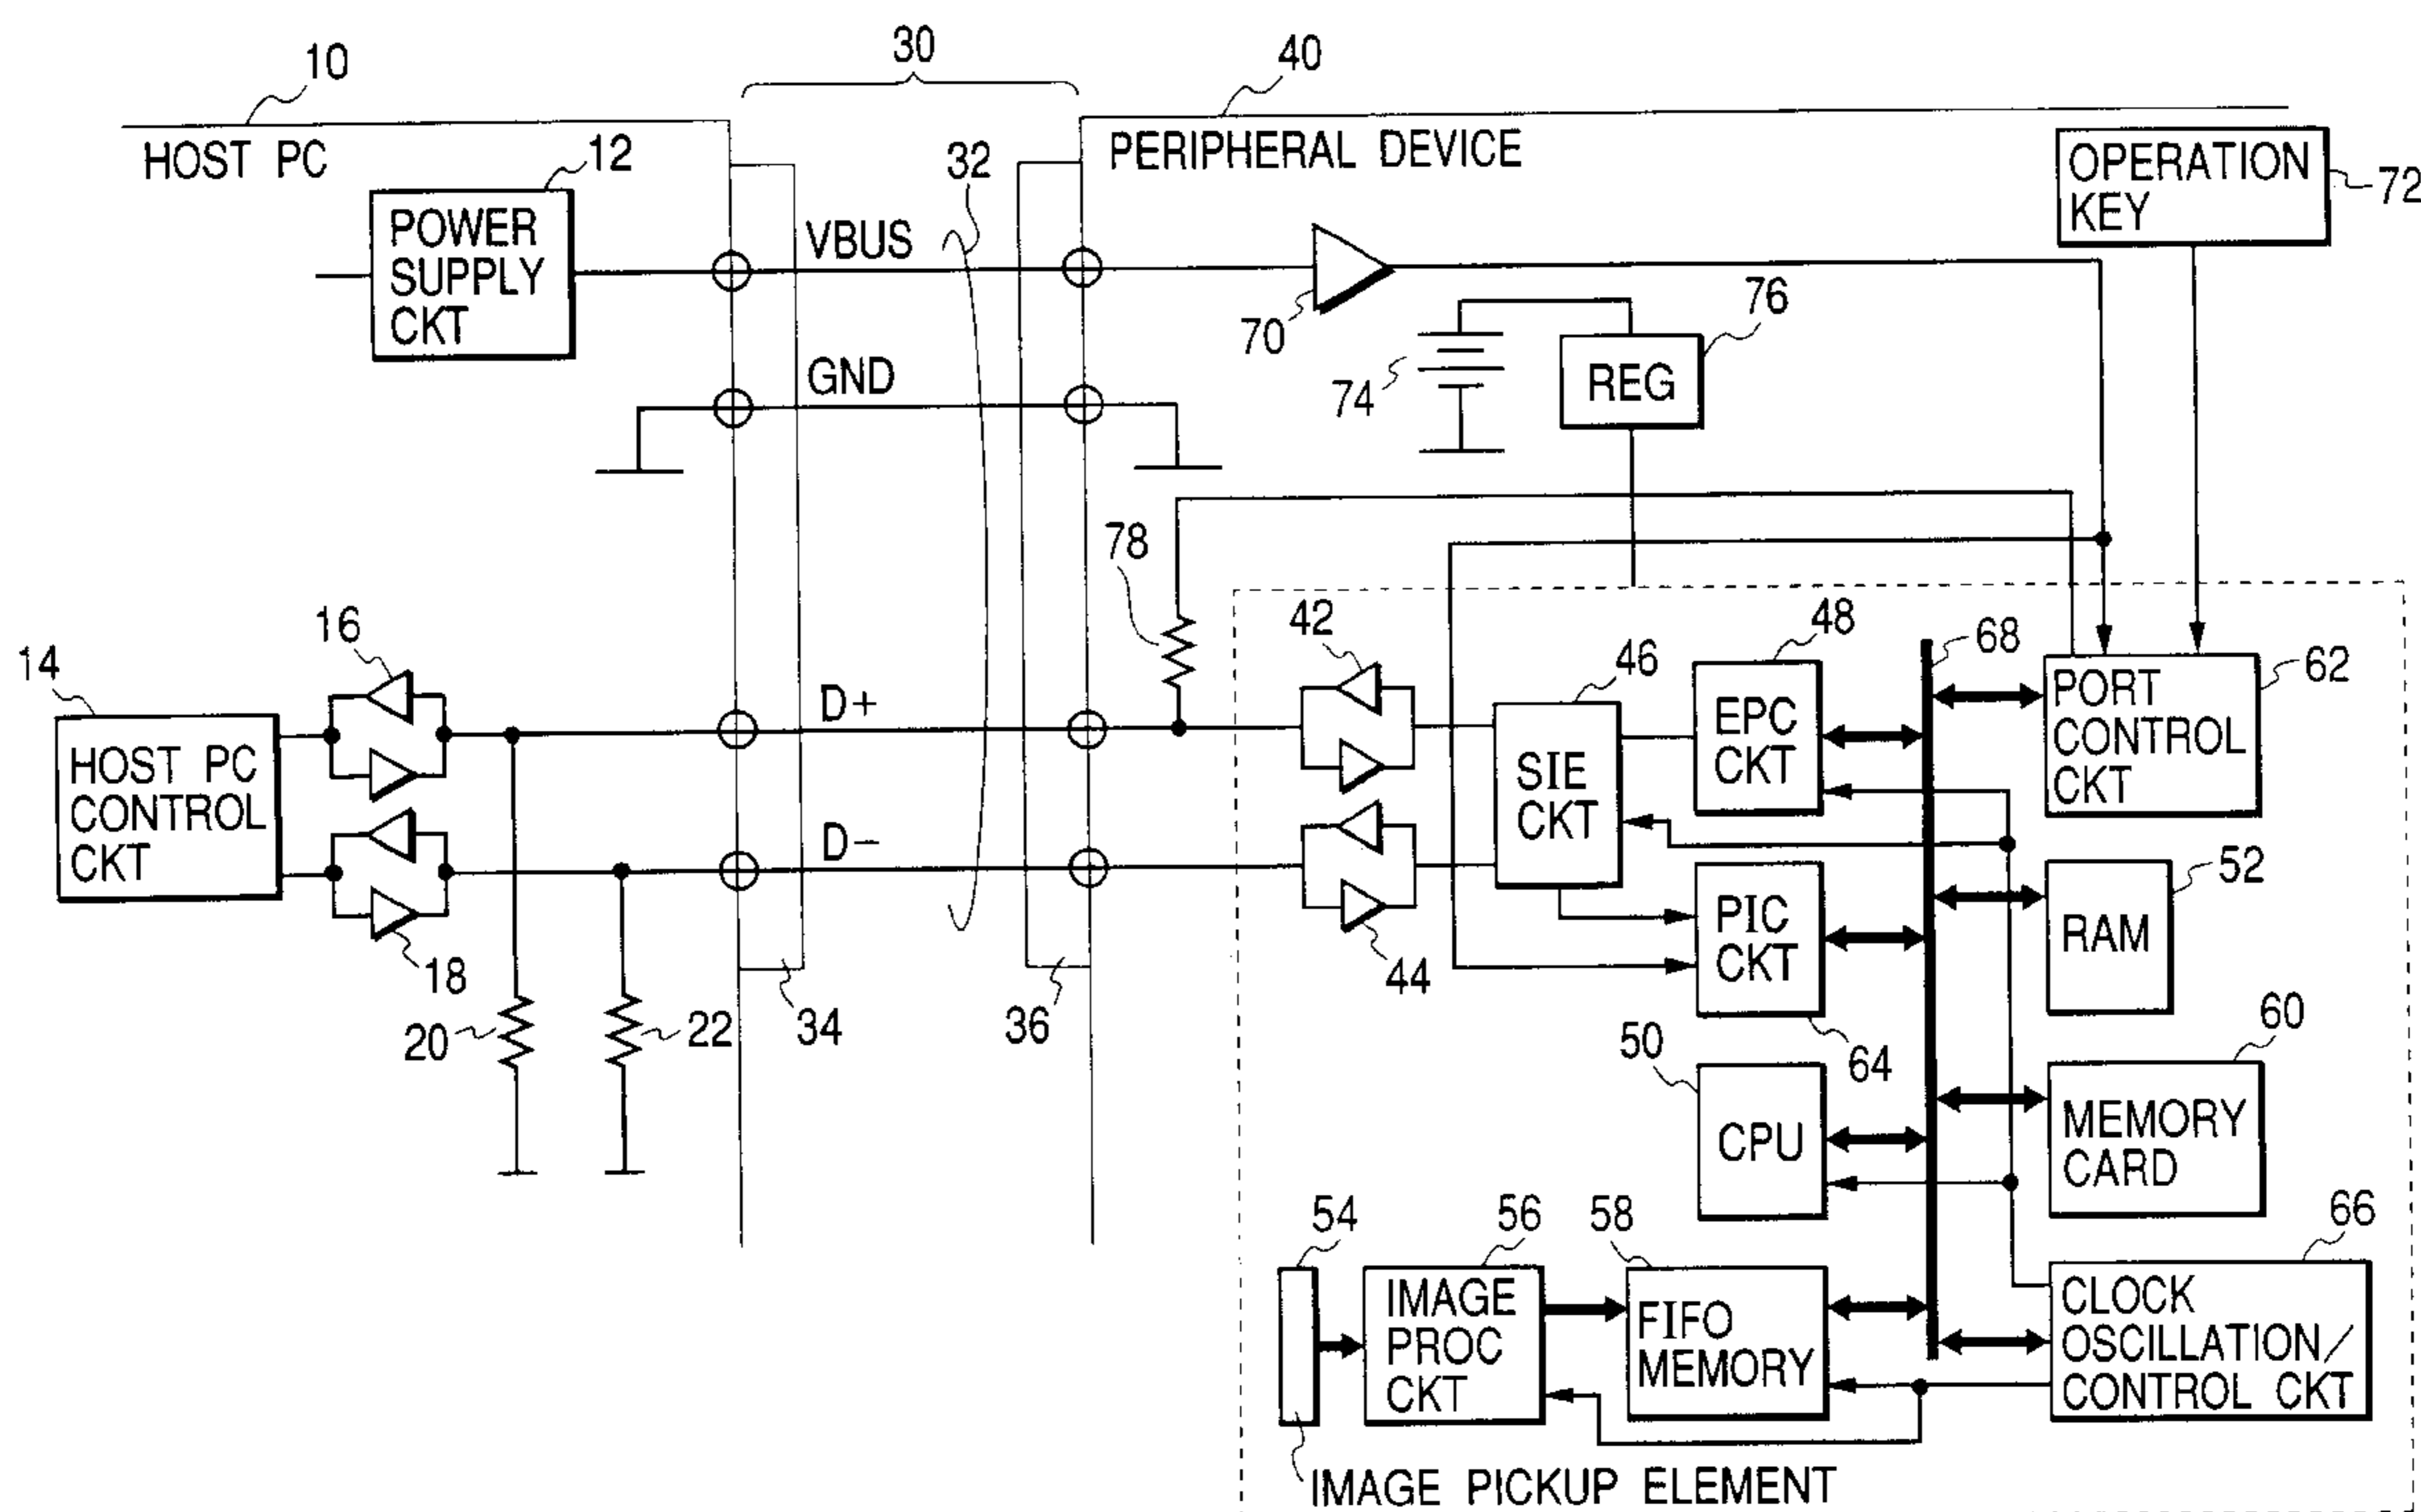 30
10
40
HOST PC
12
32
PERIPHERAL DEVICE
OPERATION
KEY
72
POWER
SUPPLY
CKT
VBUS
70
76
74
REG
GND
78
16
14
42
46
48
68
62
HOST PC
CONTROL
CKT
D+
D−
SIE
CKT
EPC
CKT
PORT
CONTROL
CKT
18
44
PIC
CKT
52
RAM
20
22
34
36
50
64
60
CPU
MEMORY
CARD
54
56
58
66
IMAGE
PROC
CKT
FIFO
MEMORY
CLOCK
OSCILLATION/
CONTROL CKT
IMAGE PICKUP ELEMENT